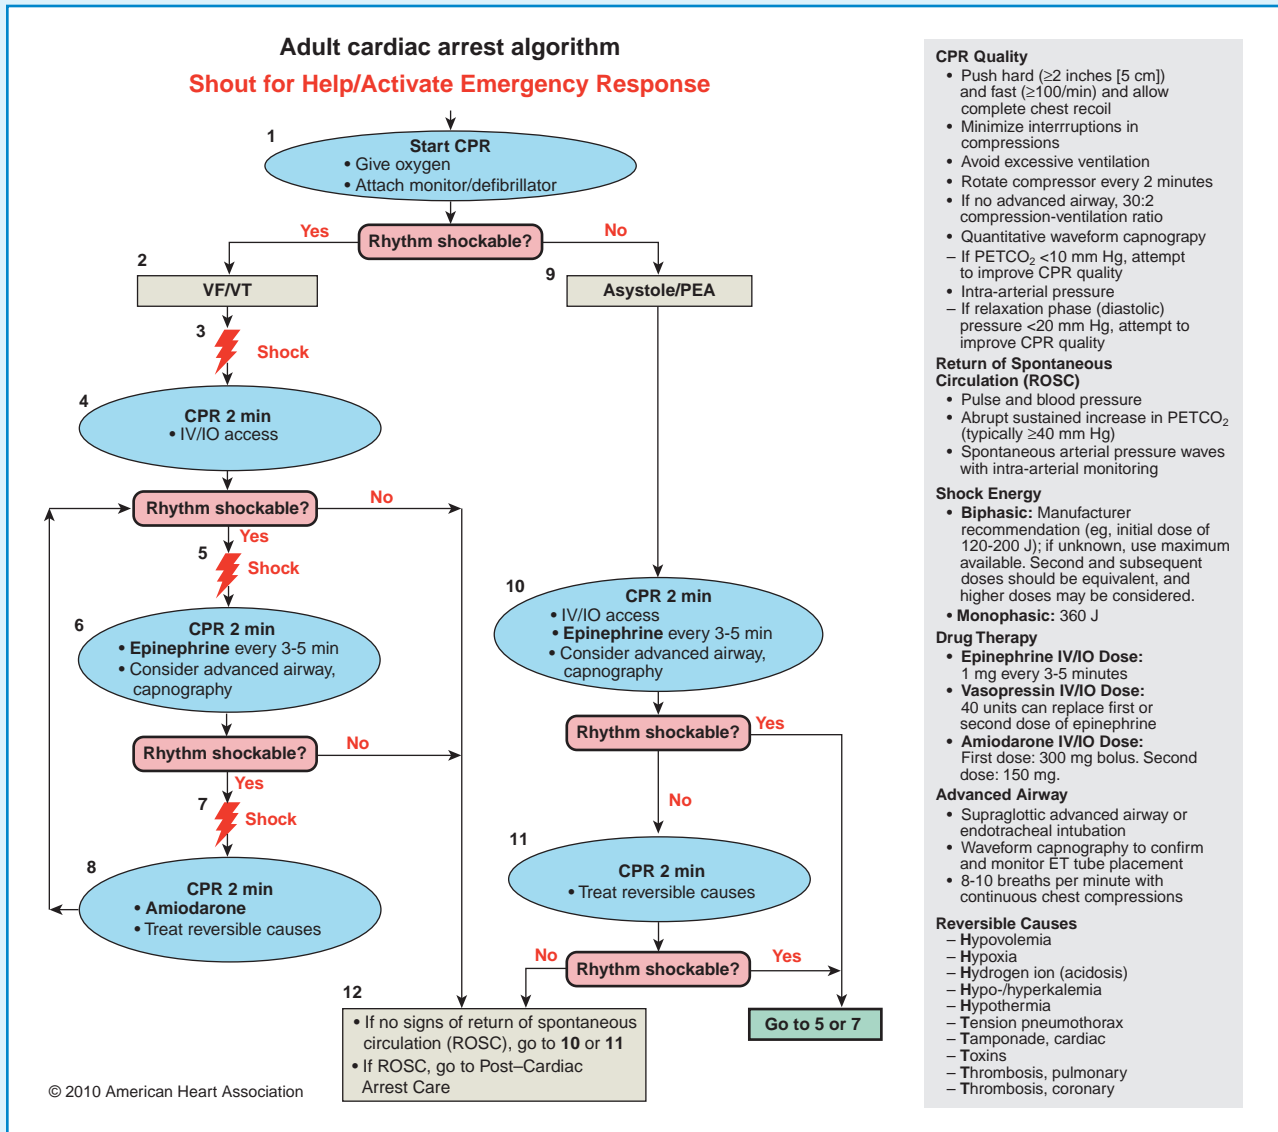 Adult cardiac arrest algorithm
Shout for Help/Activate Emergency Response
1
Start CPR
• Give oxygen
• Attach monitor/defibrillator
Rhythm shockable?
Yes
No
2
VF/VT
3
Shock
4
CPR 2 min
• IV/IO access
Rhythm shockable?
No
Yes
5
Shock
6
CPR 2 min
• Epinephrine every 3-5 min
• Consider advanced airway,
capnography
Rhythm shockable?
No
Yes
7
Shock
8
CPR 2 min
• Amiodarone
• Treat reversible causes
9
Asystole/PEA
10
CPR 2 min
• IV/IO access
• Epinephrine every 3-5 min
• Consider advanced airway,
capnography
Rhythm shockable?
Yes
No
11
CPR 2 min
• Treat reversible causes
Rhythm shockable?
No
Yes
12
• If no signs of return of spontaneous
circulation (ROSC), go to 10 or 11
• If ROSC, go to Post–Cardiac
Arrest Care
Go to 5 or 7
© 2010 American Heart Association
CPR Quality
• Push hard (≥2 inches [5 cm])
and fast (≥100/min) and allow
complete chest recoil
• Minimize interrruptions in
compressions
• Avoid excessive ventilation
• Rotate compressor every 2 minutes
• If no advanced airway, 30:2
compression-ventilation ratio
• Quantitative waveform capnograpy
– If PETCO₂ <10 mm Hg, attempt
to improve CPR quality
• Intra-arterial pressure
– If relaxation phase (diastolic)
pressure <20 mm Hg, attempt to
improve CPR quality
Return of Spontaneous
Circulation (ROSC)
• Pulse and blood pressure
• Abrupt sustained increase in PETCO₂
(typically ≥40 mm Hg)
• Spontaneous arterial pressure waves
with intra-arterial monitoring
Shock Energy
• Biphasic: Manufacturer
recommendation (eg, initial dose of
120-200 J); if unknown, use maximum
available. Second and subsequent
doses should be equivalent, and
higher doses may be considered.
• Monophasic: 360 J
Drug Therapy
• Epinephrine IV/IO Dose:
1 mg every 3-5 minutes
• Vasopressin IV/IO Dose:
40 units can replace first or
second dose of epinephrine
• Amiodarone IV/IO Dose:
First dose: 300 mg bolus. Second
dose: 150 mg.
Advanced Airway
• Supraglottic advanced airway or
endotracheal intubation
• Waveform capnography to confirm
and monitor ET tube placement
• 8-10 breaths per minute with
continuous chest compressions
Reversible Causes
– Hypovolemia
– Hypoxia
– Hydrogen ion (acidosis)
– Hypo-/hyperkalemia
– Hypothermia
– Tension pneumothorax
– Tamponade, cardiac
– Toxins
– Thrombosis, pulmonary
– Thrombosis, coronary